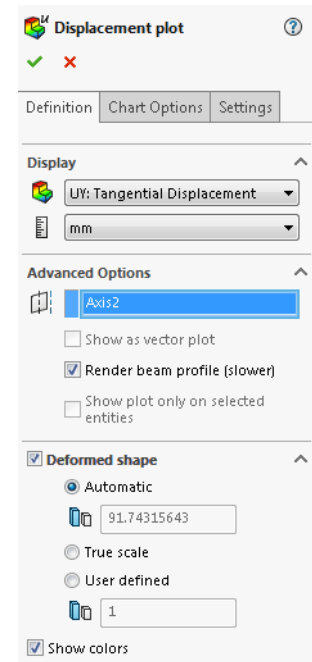 Displacement plot
Definition Chart Options Settings
Display
UY: Tangential Displacement
mm
Advanced Options
Axis2
Show as vector plot
Render beam profile (slower)
Show plot only on selected
entities
Deformed shape
Automatic
91.74315643
True scale
User defined
1
Show colors